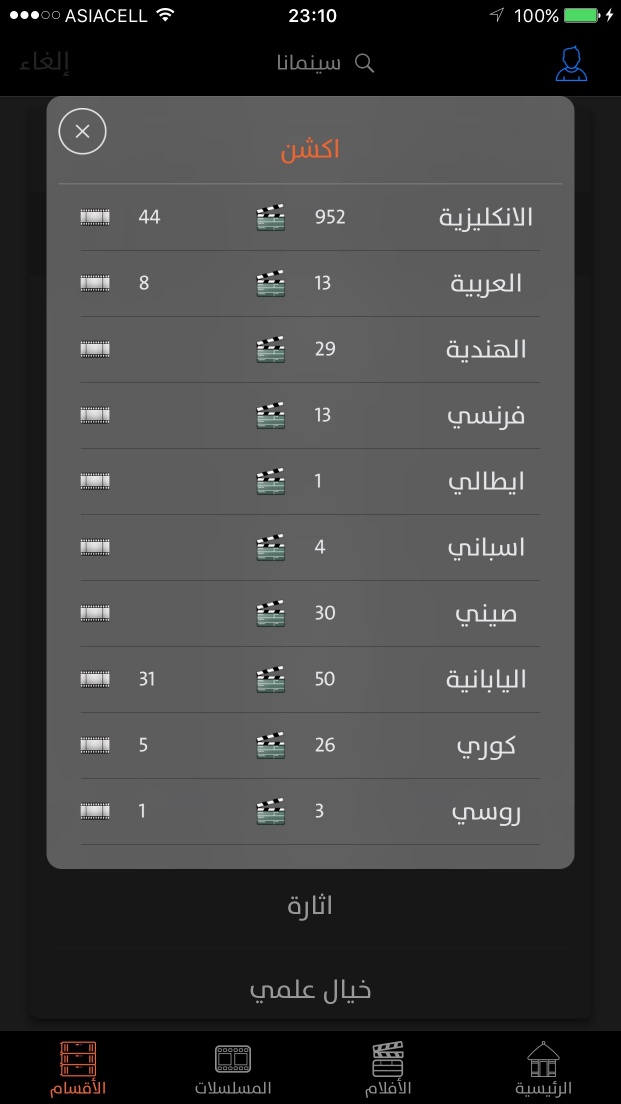 ASIACELL 23:10 100%
سينمانا إلغاء
اكشن
الانكليزية 952 44
العربية 13 8
الهندية 29
فرنسي 13
ايطالي 1
اسباني 4
صيني 30
اليابانية 50 31
كوري 26 5
روسي 3 1
اثارة
خيال علمي
الرئيسية الأفلام المسلسلات الأقسام